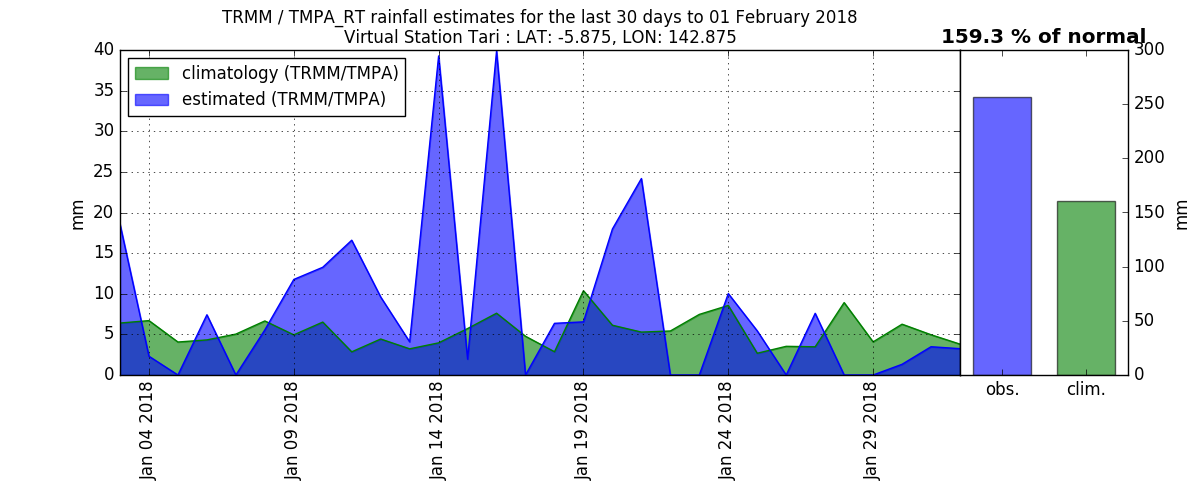 TRMM / TMPA_RT rainfall estimates for the last 30 days to 01 February 2018
Virtual Station Tari : LAT: -5.875, LON: 142.875
159.3 % of normal
climatology (TRMM/TMPA)
estimated (TRMM/TMPA)
40
35
30
25
20
15
10
5
0
mm
Jan 04 2018
Jan 09 2018
Jan 14 2018
Jan 19 2018
Jan 24 2018
Jan 29 2018
300
250
200
150
100
50
0
mm
obs.
clim.